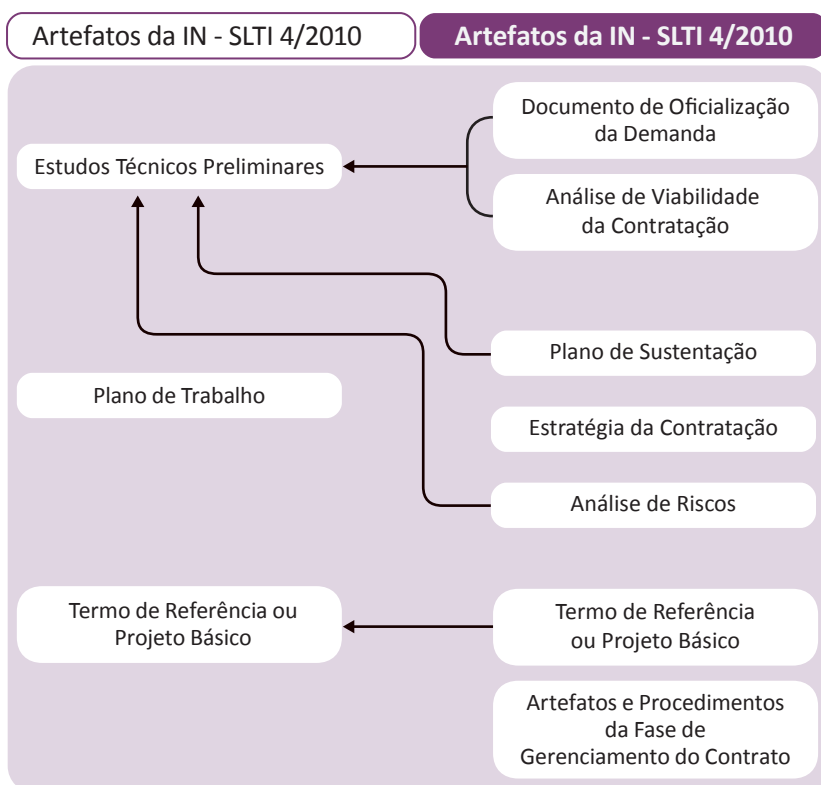 Artefatos da IN - SLTI 4/2010
Artefatos da IN - SLTI 4/2010
Documento de Oficialização
da Demanda
Estudos Técnicos Preliminares
Análise de Viabilidade
da Contratação
Plano de Sustentação
Plano de Trabalho
Estratégia da Contratação
Análise de Riscos
Termo de Referência ou
Projeto Básico
Termo de Referência
ou Projeto Básico
Artefatos e Procedimentos
da Fase de
Gerenciamento do Contrato